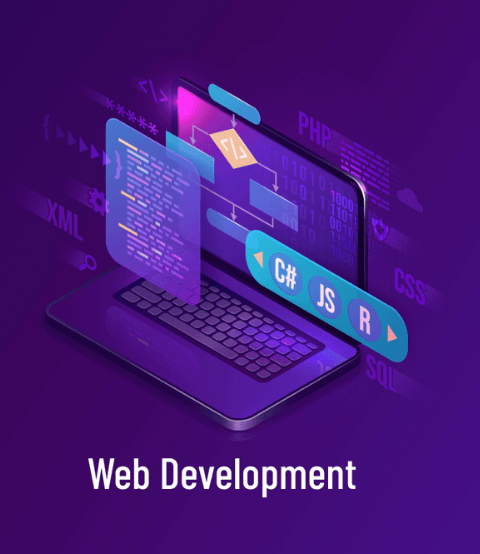 </>
*****
PHP
</>
XML
C#
JS
R
CSS
SQL
Web Development